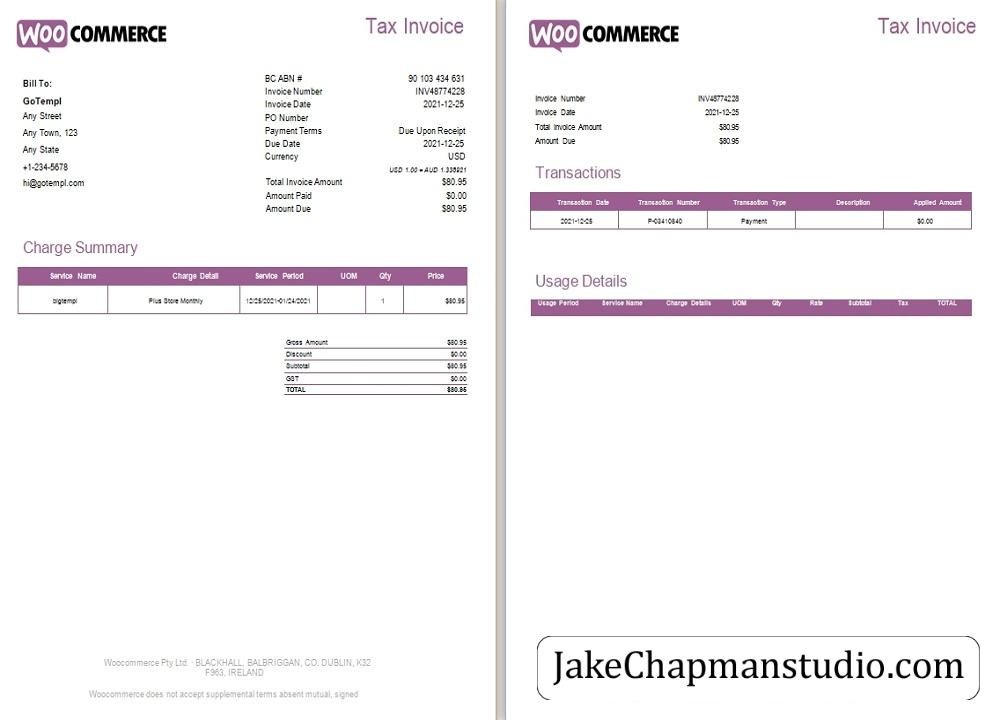 WOO COMMERCE
Tax Invoice
Bill To:
GoTempl
Any Street
Any Town, 123
Any State
+1-234-5678
hi@gotempl.com
BC ABN # 90 103 434 631
Invoice Number INV48774228
Invoice Date 2021-12-25
PO Number
Payment Terms Due Upon Receipt
Due Date 2021-12-25
Currency USD
USD 1.00 = AUD 1.338921
Total Invoice Amount $80.95
Amount Paid $0.00
Amount Due $80.95
Charge Summary
Service Name Charge Detail Service Period UOM Qty Price
bigtempl Plus Store Monthly 12/25/2021-01/24/2021 1 $80.95
Gross Amount $80.95
Discount $0.00
Subtotal $80.95
GST $0.00
TOTAL $80.95
Woocommerce Pty Ltd. · BLACKHALL, BALBRIGGAN, CO. DUBLIN, K32
F963, IRELAND
Woocommerce does not accept supplemental terms absent mutual, signed
WOO COMMERCE
Tax Invoice
Invoice Number INV48774228
Invoice Date 2021-12-25
Total Invoice Amount $80.95
Amount Due $80.95
Transactions
Transaction Date Transaction Number Transaction Type Description Applied Amount
2021-12-25 P-03410840 Payment $0.00
Usage Details
Usage Period Service Name Charge Details UOM Qty Rate Subtotal Tax TOTAL
JakeChapmanstudio.com